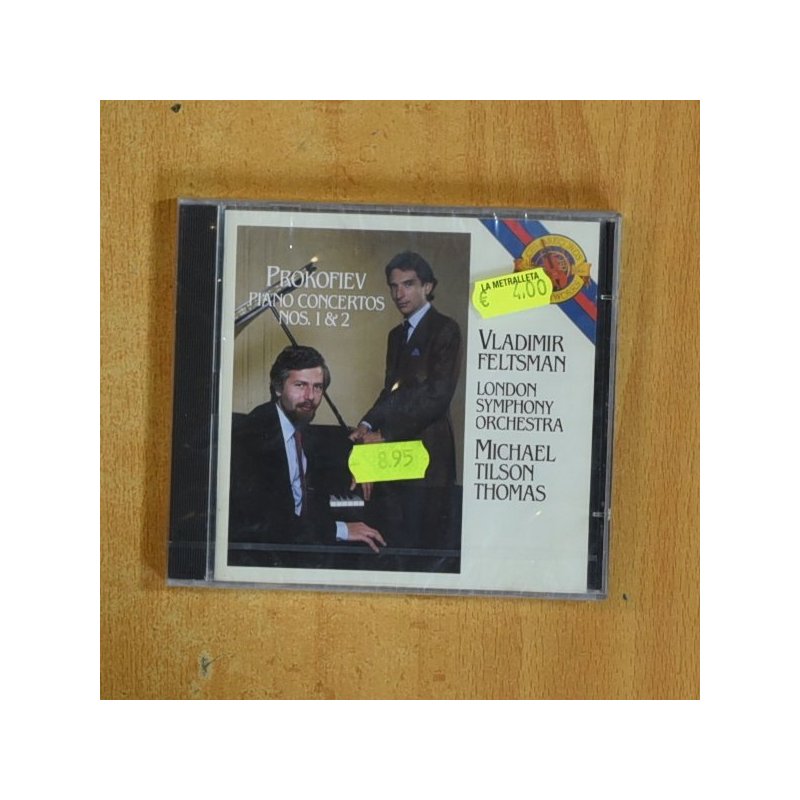 PROKOFIEV
PIANO CONCERTOS
NOS. 1 & 2
LA METRALLETA
€ 4.00
VLADIMIR
FELTSMAN
LONDON
SYMPHONY
ORCHESTRA
MICHAEL
TILSON
THOMAS
8.95